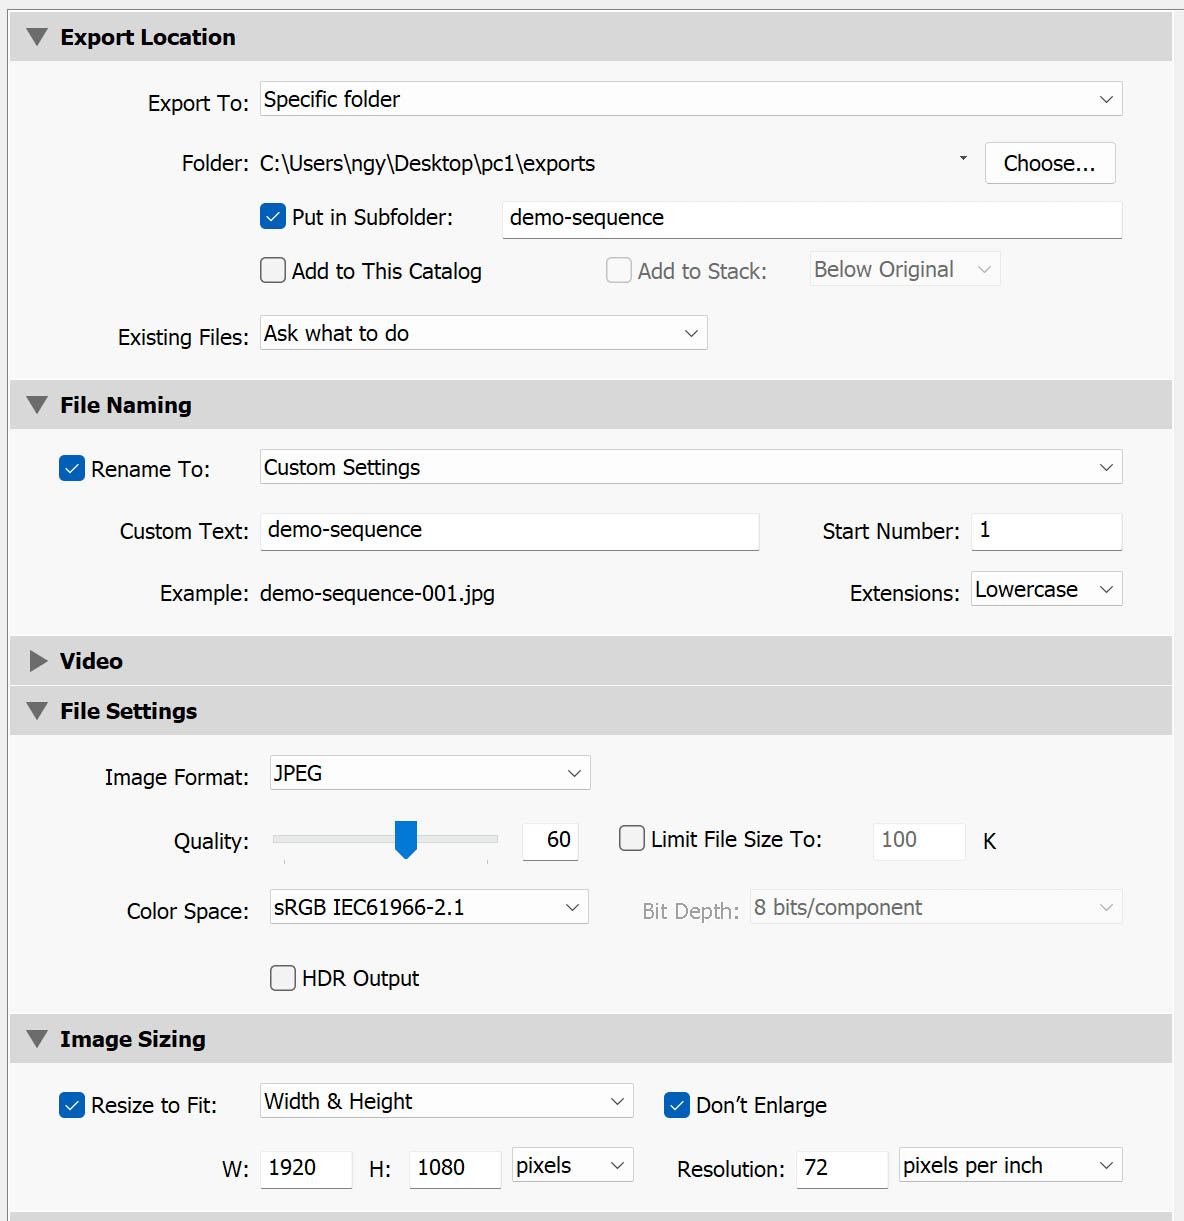 Export Location
Export To: Specific folder
Folder: C:\Users\ngy\Desktop\pc1\exports Choose...
Put in Subfolder: demo-sequence
Add to This Catalog Add to Stack: Below Original
Existing Files: Ask what to do
File Naming
Rename To: Custom Settings
Custom Text: demo-sequence Start Number: 1
Example: demo-sequence-001.jpg Extensions: Lowercase
Video
File Settings
Image Format: JPEG
Quality: 60 Limit File Size To: 100 K
Color Space: sRGB IEC61966-2.1 Bit Depth: 8 bits/component
HDR Output
Image Sizing
Resize to Fit: Width & Height Don’t Enlarge
W: 1920 H: 1080 pixels Resolution: 72 pixels per inch